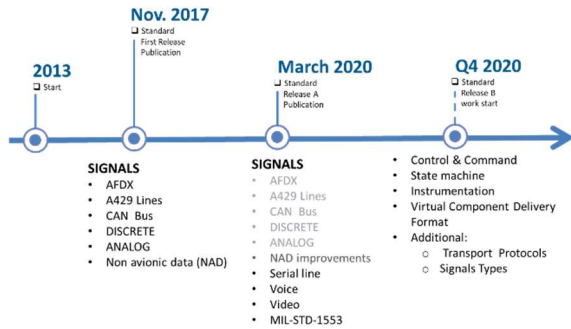 2013
❑ Start
Nov. 2017
❑ Standard
First Release
Publication
March 2020
❑ Standard
Release A
Publication
Q4 2020
❑ Standard
Release B
work start
SIGNALS
• AFDX
• A429 Lines
• CAN Bus
• DISCRETE
• ANALOG
• Non avionic data (NAD)
SIGNALS
• AFDX
• A429 Lines
• CAN Bus
• DISCRETE
• ANALOG
• NAD improvements
• Serial line
• Voice
• Video
• MIL-STD-1553
• Control & Command
• State machine
• Instrumentation
• Virtual Component Delivery
Format
• Additional:
o Transport Protocols
o Signals Types